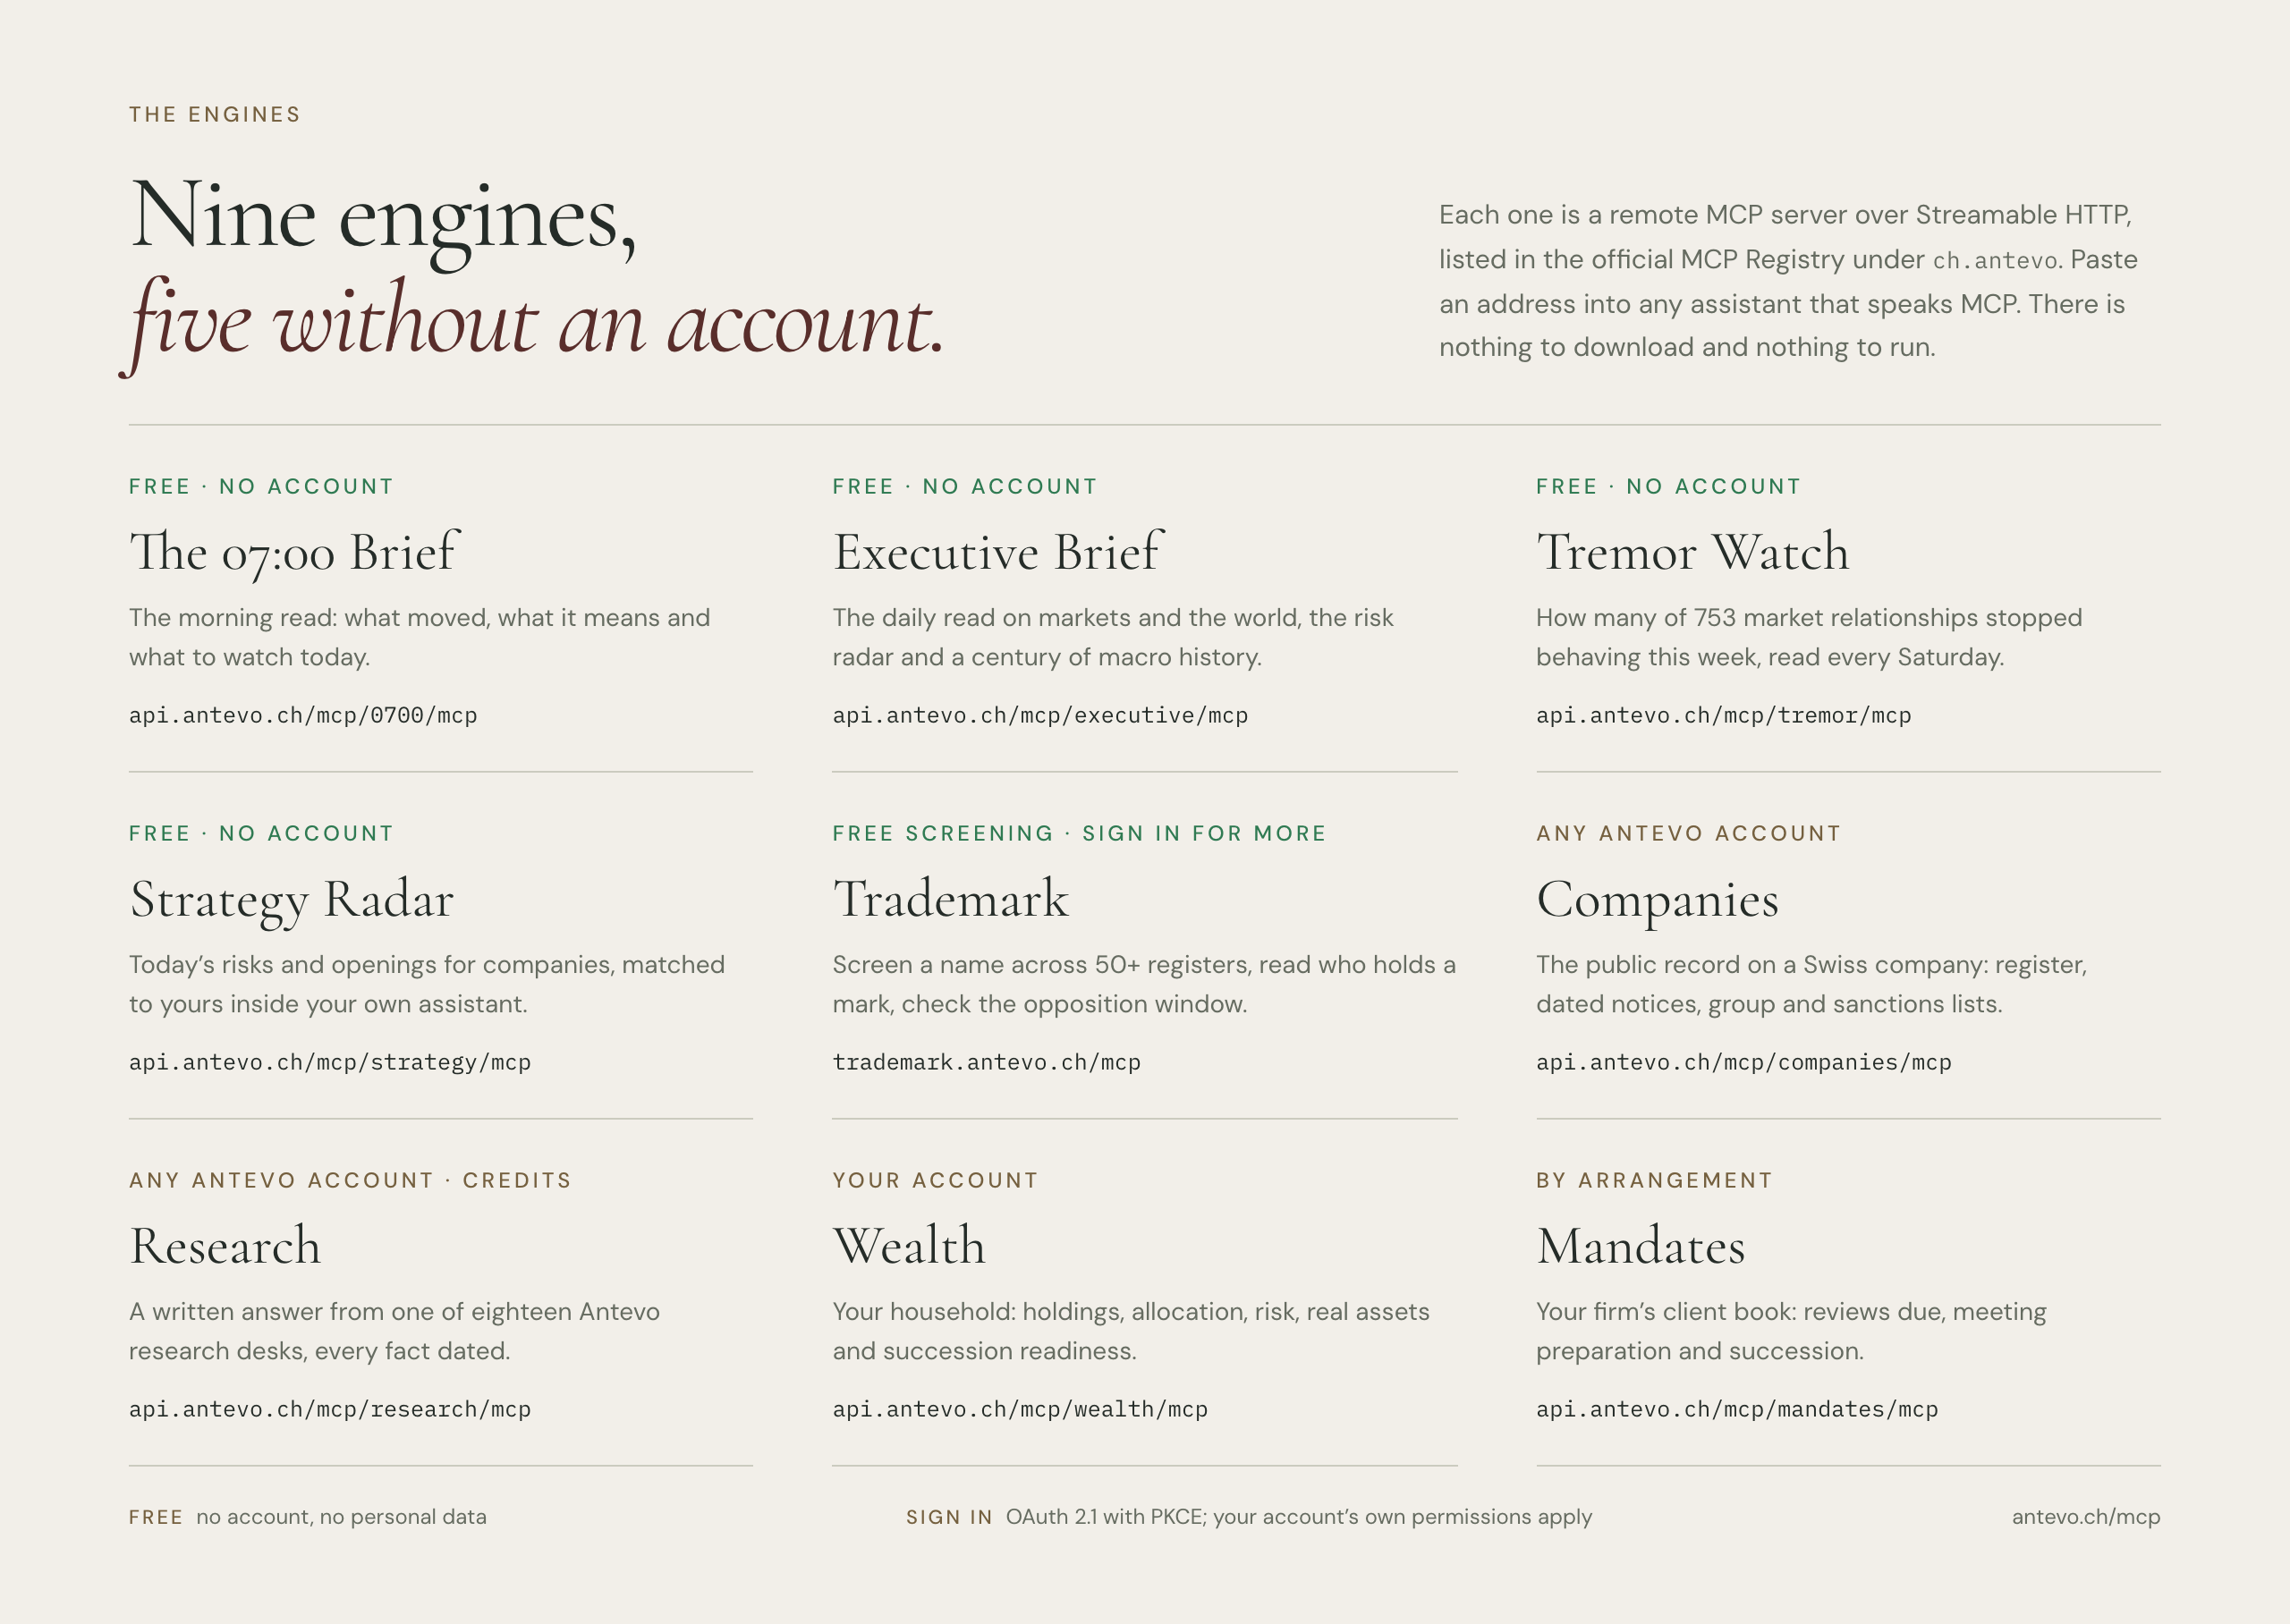 THE ENGINES
Nine engines,
five without an account.
Each one is a remote MCP server over Streamable HTTP,
listed in the official MCP Registry under ch.antevo. Paste
an address into any assistant that speaks MCP. There is
nothing to download and nothing to run.
FREE · NO ACCOUNT
The 07:00 Brief
The morning read: what moved, what it means and
what to watch today.
api.antevo.ch/mcp/0700/mcp
FREE · NO ACCOUNT
Executive Brief
The daily read on markets and the world, the risk
radar and a century of macro history.
api.antevo.ch/mcp/executive/mcp
FREE · NO ACCOUNT
Tremor Watch
How many of 753 market relationships stopped
behaving this week, read every Saturday.
api.antevo.ch/mcp/tremor/mcp
FREE · NO ACCOUNT
Strategy Radar
Today’s risks and openings for companies, matched
to yours inside your own assistant.
api.antevo.ch/mcp/strategy/mcp
FREE SCREENING · SIGN IN FOR MORE
Trademark
Screen a name across 50+ registers, read who holds a
mark, check the opposition window.
trademark.antevo.ch/mcp
ANY ANTEVO ACCOUNT
Companies
The public record on a Swiss company: register,
dated notices, group and sanctions lists.
api.antevo.ch/mcp/companies/mcp
ANY ANTEVO ACCOUNT · CREDITS
Research
A written answer from one of eighteen Antevo
research desks, every fact dated.
api.antevo.ch/mcp/research/mcp
YOUR ACCOUNT
Wealth
Your household: holdings, allocation, risk, real assets
and succession readiness.
api.antevo.ch/mcp/wealth/mcp
BY ARRANGEMENT
Mandates
Your firm’s client book: reviews due, meeting
preparation and succession.
api.antevo.ch/mcp/mandates/mcp
FREE no account, no personal data
SIGN IN OAuth 2.1 with PKCE; your account’s own permissions apply
antevo.ch/mcp